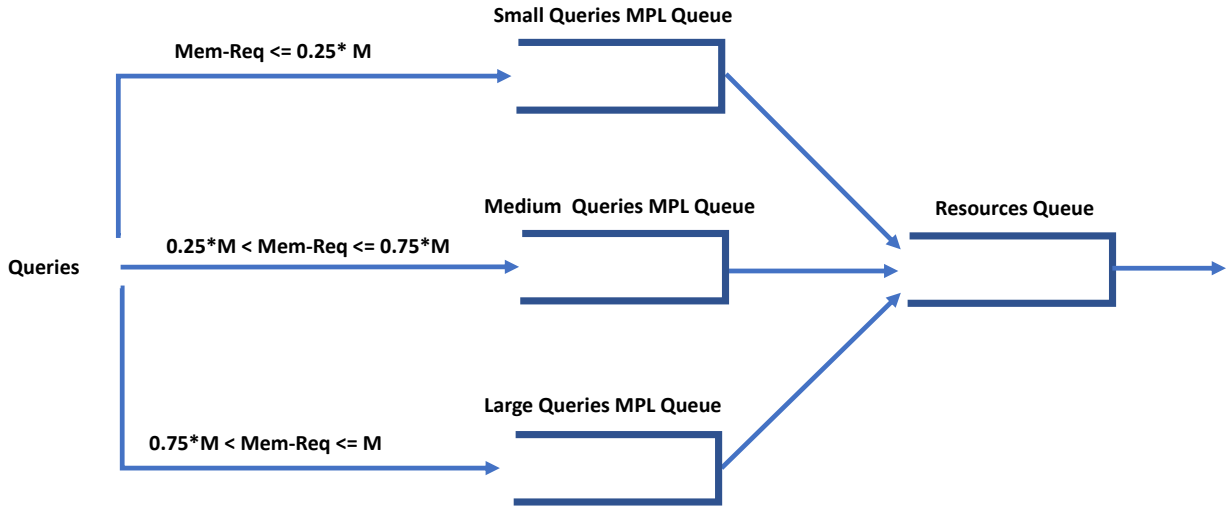 Small Queries MPL Queue
Mem-Req <= 0.25* M
Medium  Queries MPL Queue
Resources Queue
0.25*M < Mem-Req <= 0.75*M
Queries
Large Queries MPL Queue
0.75*M < Mem-Req <= M